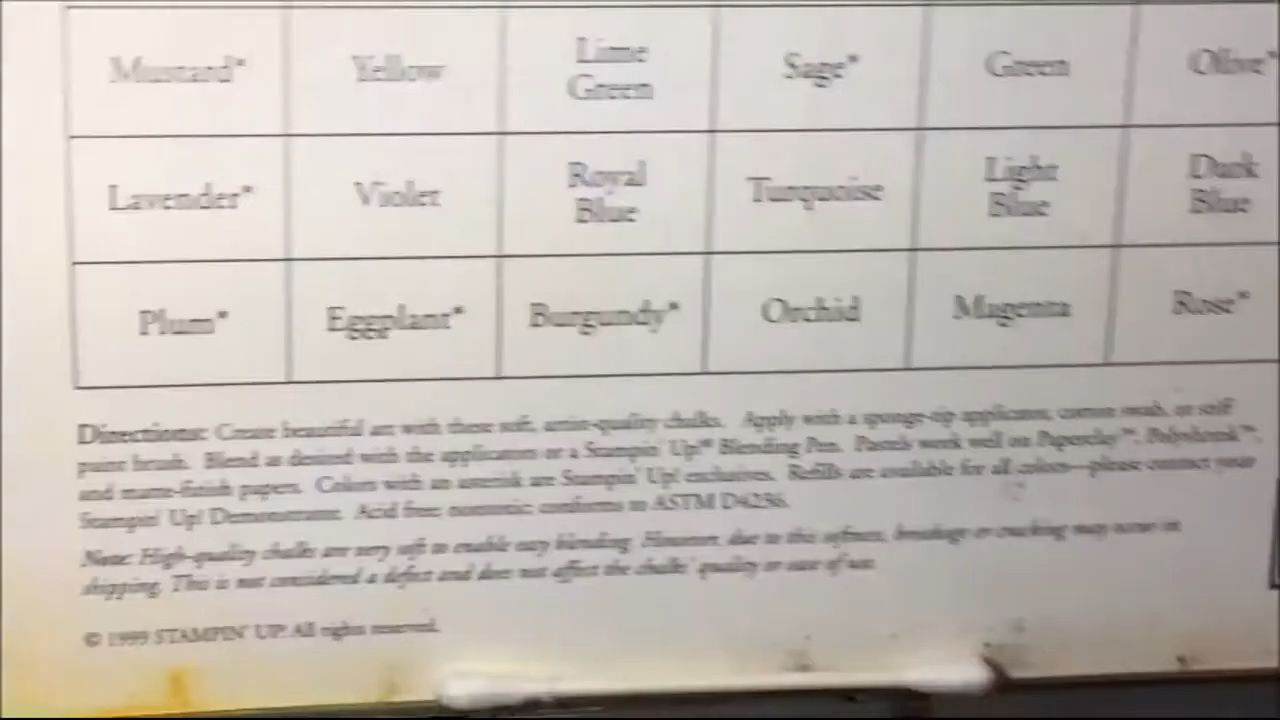 Mustard* Yellow Lime Green Sage* Green Olive*
Lavender* Violet Royal Blue Turquoise Light Blue Dark Blue
Plum* Eggplant* Burgundy* Orchid Magenta Rose*
Directions: Create beautiful art with these soft, artist-quality chalks. Apply with a sponge-tip applicator, cotton swab, or stiff
paint brush. Blend as desired with the applicators or a Stampin' Up!® Blending Pen. Pastels work well on Paperclay™, Polyshrink™,
and matte-finish papers. Colors with an asterisk are Stampin' Up! exclusives. Refills are available for all colors—please contact your
Stampin' Up! Demonstrator. Acid free; nontoxic; conforms to ASTM D4236.
Note: High-quality chalks are very soft to enable easy blending. However, due to this softness, breakage or cracking may occur in
shipping. This is not considered a defect and does not affect the chalks' quality or ease of use.
© 1999 STAMPIN' UP! All rights reserved.